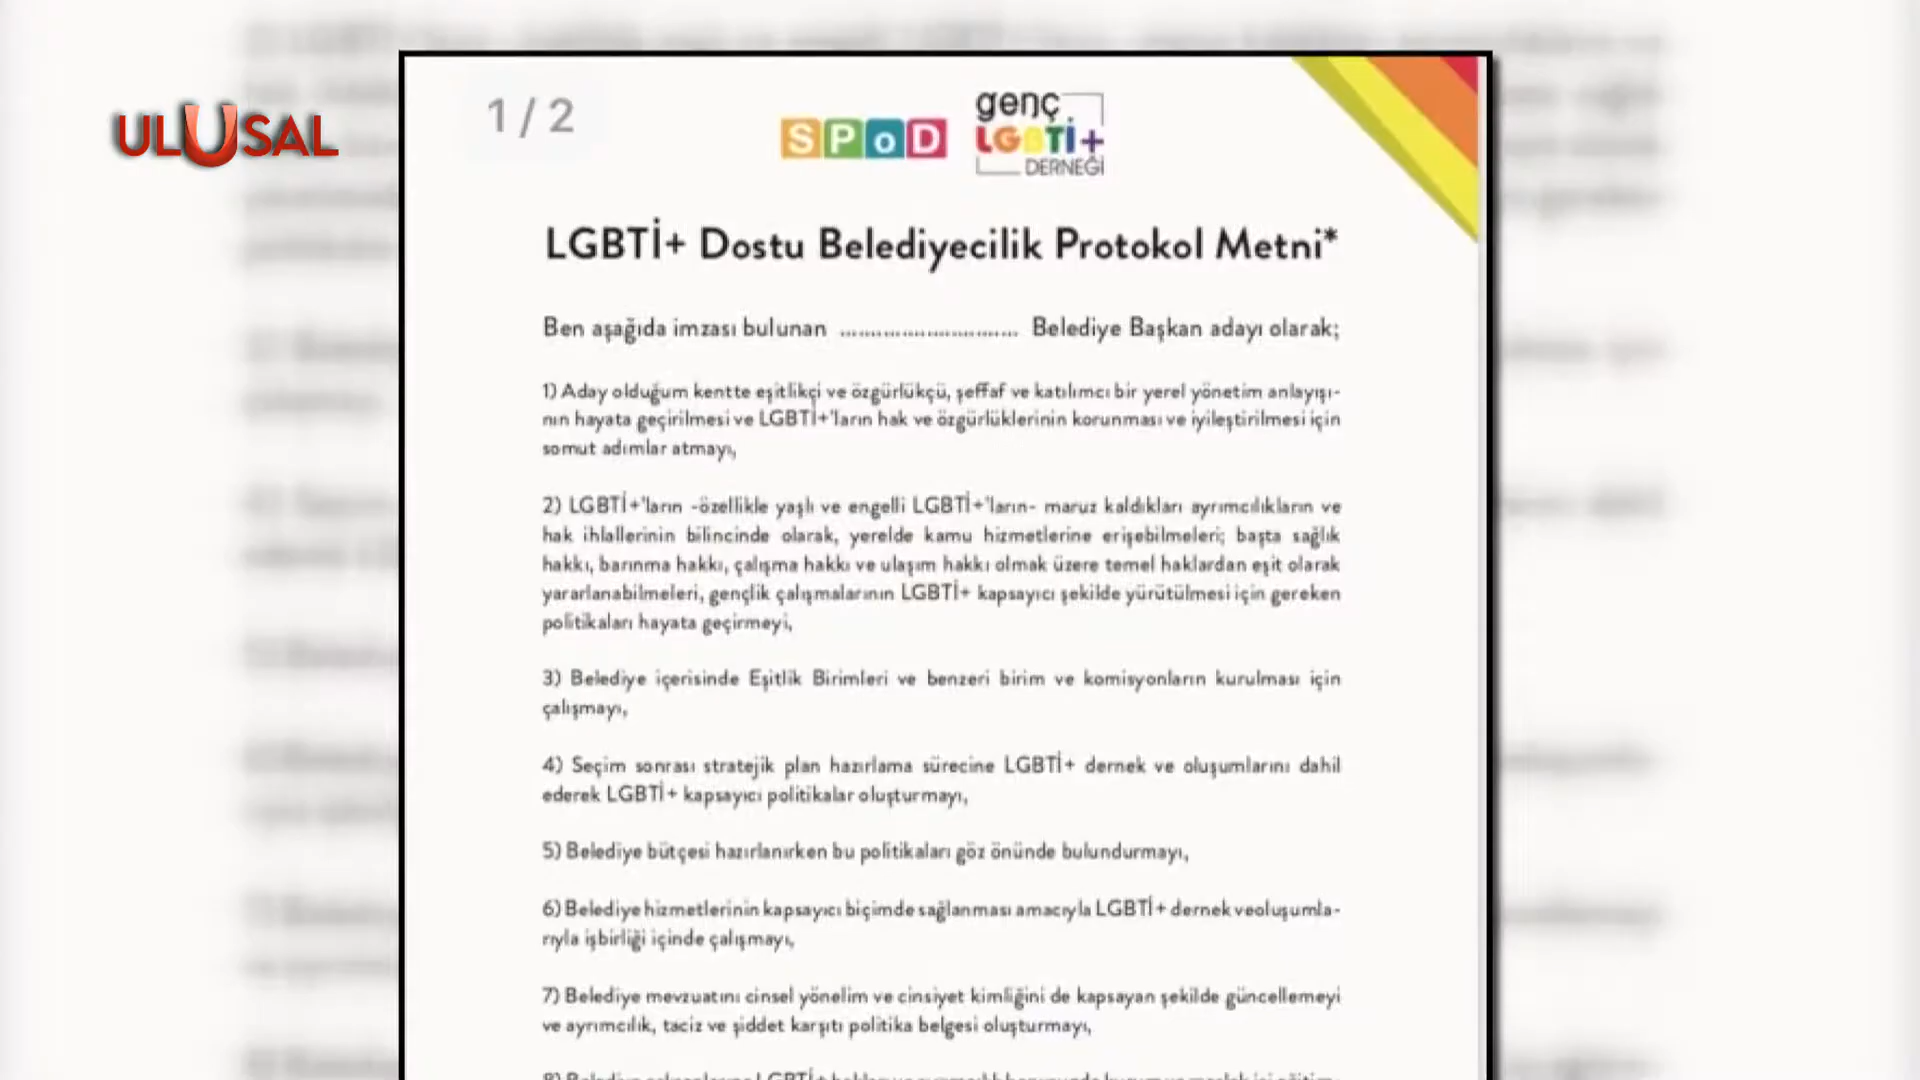 ULUSAL
1 / 2
SPoD
genç
LGBTİ+
DERNEĞİ
LGBTİ+ Dostu Belediyecilik Protokol Metni*
Ben aşağıda imzası bulunan .............................. Belediye Başkan adayı olarak;
1) Aday olduğum kentte eşitlikçi ve özgürlükçü, şeffaf ve katılımcı bir yerel yönetim anlayışı-
nın hayata geçirilmesi ve LGBTİ+'ların hak ve özgürlüklerinin korunması ve iyileştirilmesi için
somut adımlar atmayı,
2) LGBTİ+'ların -özellikle yaşlı ve engelli LGBTİ+'ların- maruz kaldıkları ayrımcılıkların ve
hak ihlallerinin bilincinde olarak, yerelde kamu hizmetlerine erişebilmeleri; başta sağlık
hakkı, barınma hakkı, çalışma hakkı ve ulaşım hakkı olmak üzere temel haklardan eşit olarak
yararlanabilmeleri, gençlik çalışmalarının LGBTİ+ kapsayıcı şekilde yürütülmesi için gereken
politikaları hayata geçirmeyi,
3) Belediye içerisinde Eşitlik Birimleri ve benzeri birim ve komisyonların kurulması için
çalışmayı,
4) Seçim sonrası stratejik plan hazırlama sürecine LGBTİ+ dernek ve oluşumlarını dahil
ederek LGBTİ+ kapsayıcı politikalar oluşturmayı,
5) Belediye bütçesi hazırlanırken bu politikaları göz önünde bulundurmayı,
6) Belediye hizmetlerinin kapsayıcı biçimde sağlanması amacıyla LGBTİ+ dernek veoluşumla-
rıyla işbirliği içinde çalışmayı,
7) Belediye mevzuatını cinsel yönelim ve cinsiyet kimliğini de kapsayan şekilde güncellemeyi
ve ayrımcılık, taciz ve şiddet karşıtı politika belgesi oluşturmayı,